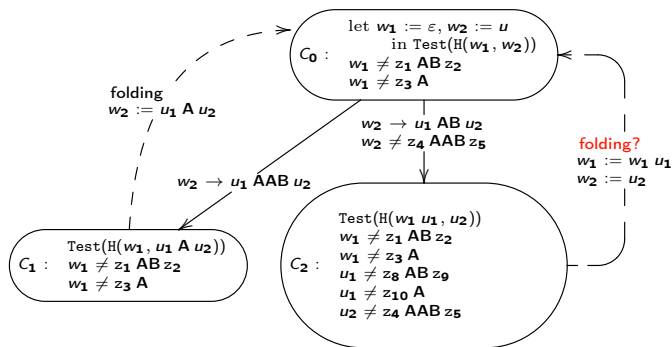 let w₁ := ε, w₂ := u
in Test(H(w₁, w₂))
C₀ :
w₁ ≠ z₁ AB z₂
w₁ ≠ z₃ A
folding
w₂ := u₁ A u₂
w₂ → u₁ AB u₂
w₂ ≠ z₄ AAB z₅
folding?
w₁ := w₁ u₁
w₂ := u₂
w₂ → u₁ AAB u₂
Test(H(w₁, u₁ A u₂))
C₁ : w₁ ≠ z₁ AB z₂
w₁ ≠ z₃ A
Test(H(w₁ u₁, u₂))
w₁ ≠ z₁ AB z₂
C₂ : w₁ ≠ z₃ A
u₁ ≠ z₈ AB z₉
u₁ ≠ z₁₀ A
u₂ ≠ z₄ AAB z₅